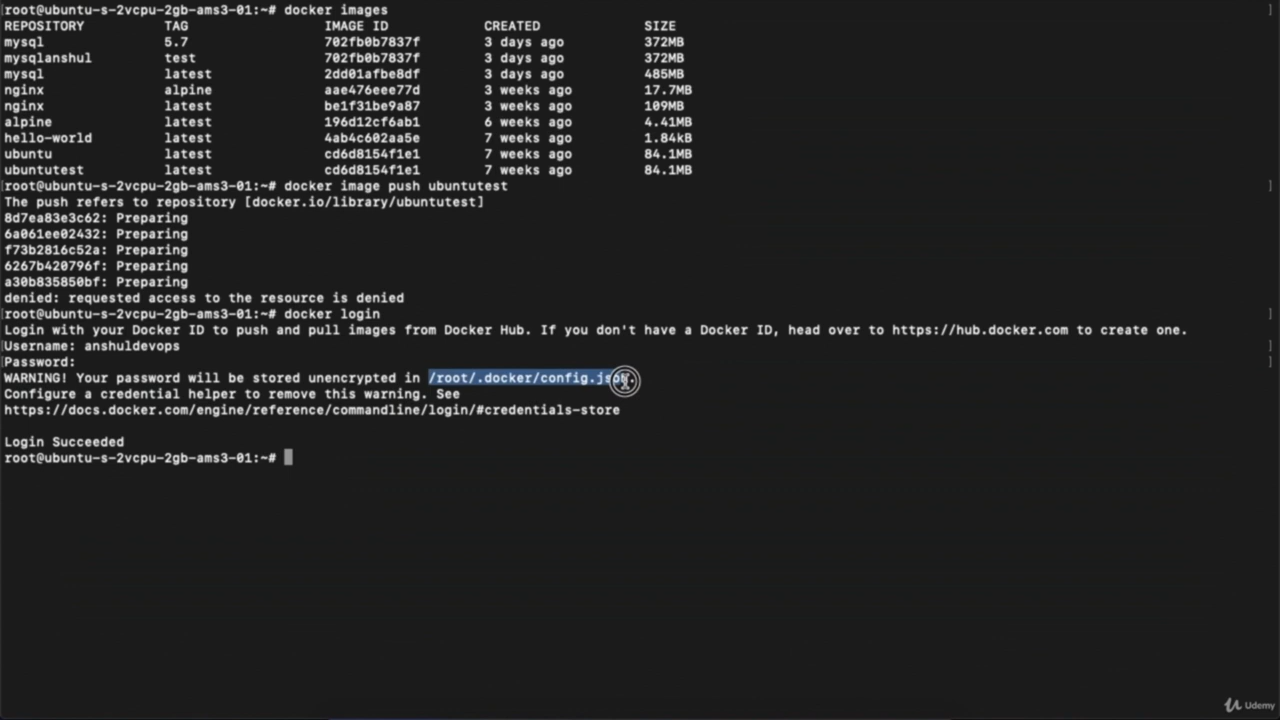 [root@ubuntu-s-2vcpu-2gb-ams3-01:~# docker images ]
REPOSITORY TAG IMAGE ID CREATED SIZE
mysql 5.7 702fb0b7837f 3 days ago 372MB
mysqlanshul test 702fb0b7837f 3 days ago 372MB
mysql latest 2dd01afbe8df 3 days ago 485MB
nginx alpine aae476eee77d 3 weeks ago 17.7MB
nginx latest be1f31be9a87 3 weeks ago 109MB
alpine latest 196d12cf6ab1 6 weeks ago 4.41MB
hello-world latest 4ab4c602aa5e 7 weeks ago 1.84kB
ubuntu latest cd6d8154f1e1 7 weeks ago 84.1MB
ubuntutest latest cd6d8154f1e1 7 weeks ago 84.1MB
[root@ubuntu-s-2vcpu-2gb-ams3-01:~# docker image push ubuntutest ]
The push refers to repository [docker.io/library/ubuntutest]
8d7ea83e3c62: Preparing
6a061ee02432: Preparing
f73b2816c52a: Preparing
6267b420796f: Preparing
a30b835850bf: Preparing
denied: requested access to the resource is denied
[root@ubuntu-s-2vcpu-2gb-ams3-01:~# docker login ]
Login with your Docker ID to push and pull images from Docker Hub. If you don't have a Docker ID, head over to https://hub.docker.com to create one.
[Username: anshuldevops ]
[Password: ]
WARNING! Your password will be stored unencrypted in /root/.docker/config.json.
Configure a credential helper to remove this warning. See
https://docs.docker.com/engine/reference/commandline/login/#credentials-store
Login Succeeded
root@ubuntu-s-2vcpu-2gb-ams3-01:~#
Udemy